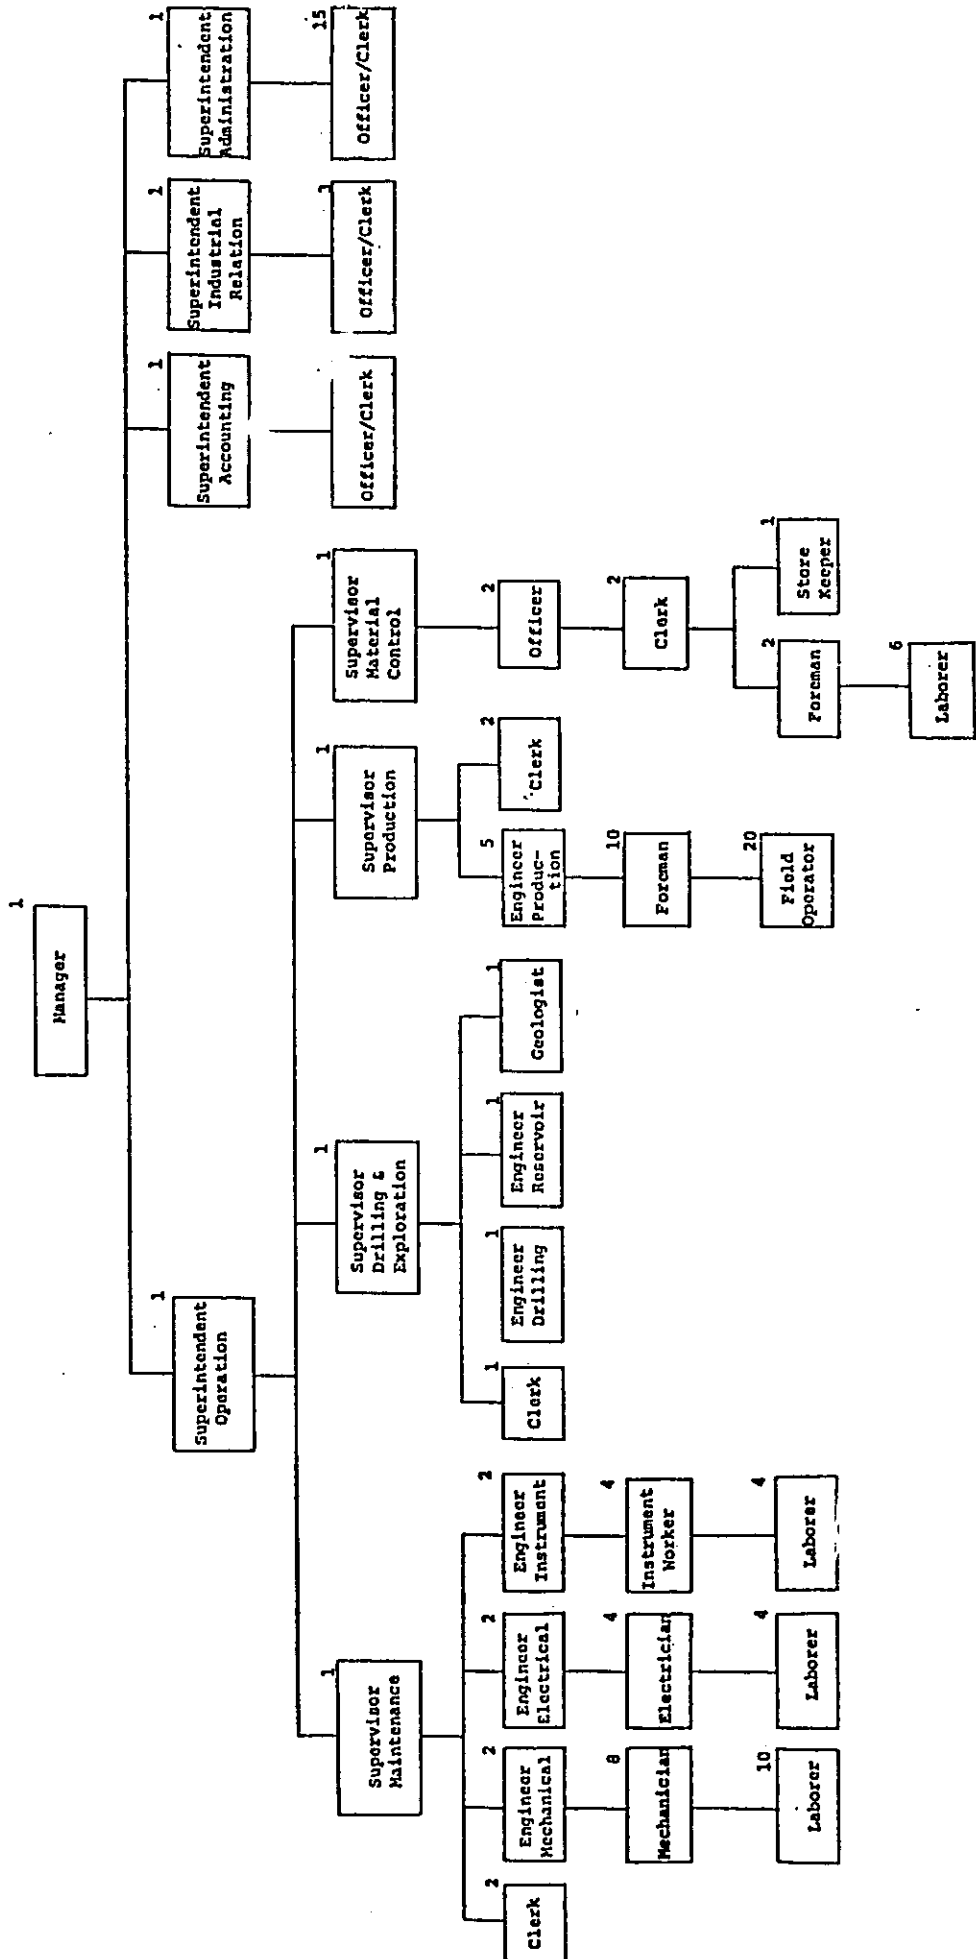 1
Manager
1
Superintendent
Operation
1
Superintendent
Accounting
1
Superintendent
Industrial
Relation
1
Superintendent
Administration
1
Supervisor
Maintenance
1
Supervisor
Drilling &
Exploration
1
Supervisor
Production
1
Supervisor
Material
Control
Officer/Clerk
Officer/Clerk
15
Officer/Clerk
2
Clerk
2
Engineer
Mechanical
2
Engineer
Electrical
2
Engineer
Instrument
1
Clerk
1
Engineer
Drilling
1
Engineer
Reservoir
1
Geologist
5
Engineer
Produc-
tion
2
Clerk
2
Officer
8
Mechanician
4
Electrician
4
Instrument
Worker
10
Foreman
2
Clerk
10
Laborer
4
Laborer
4
Laborer
20
Field
Operator
2
Foreman
1
Store
Keeper
6
Laborer